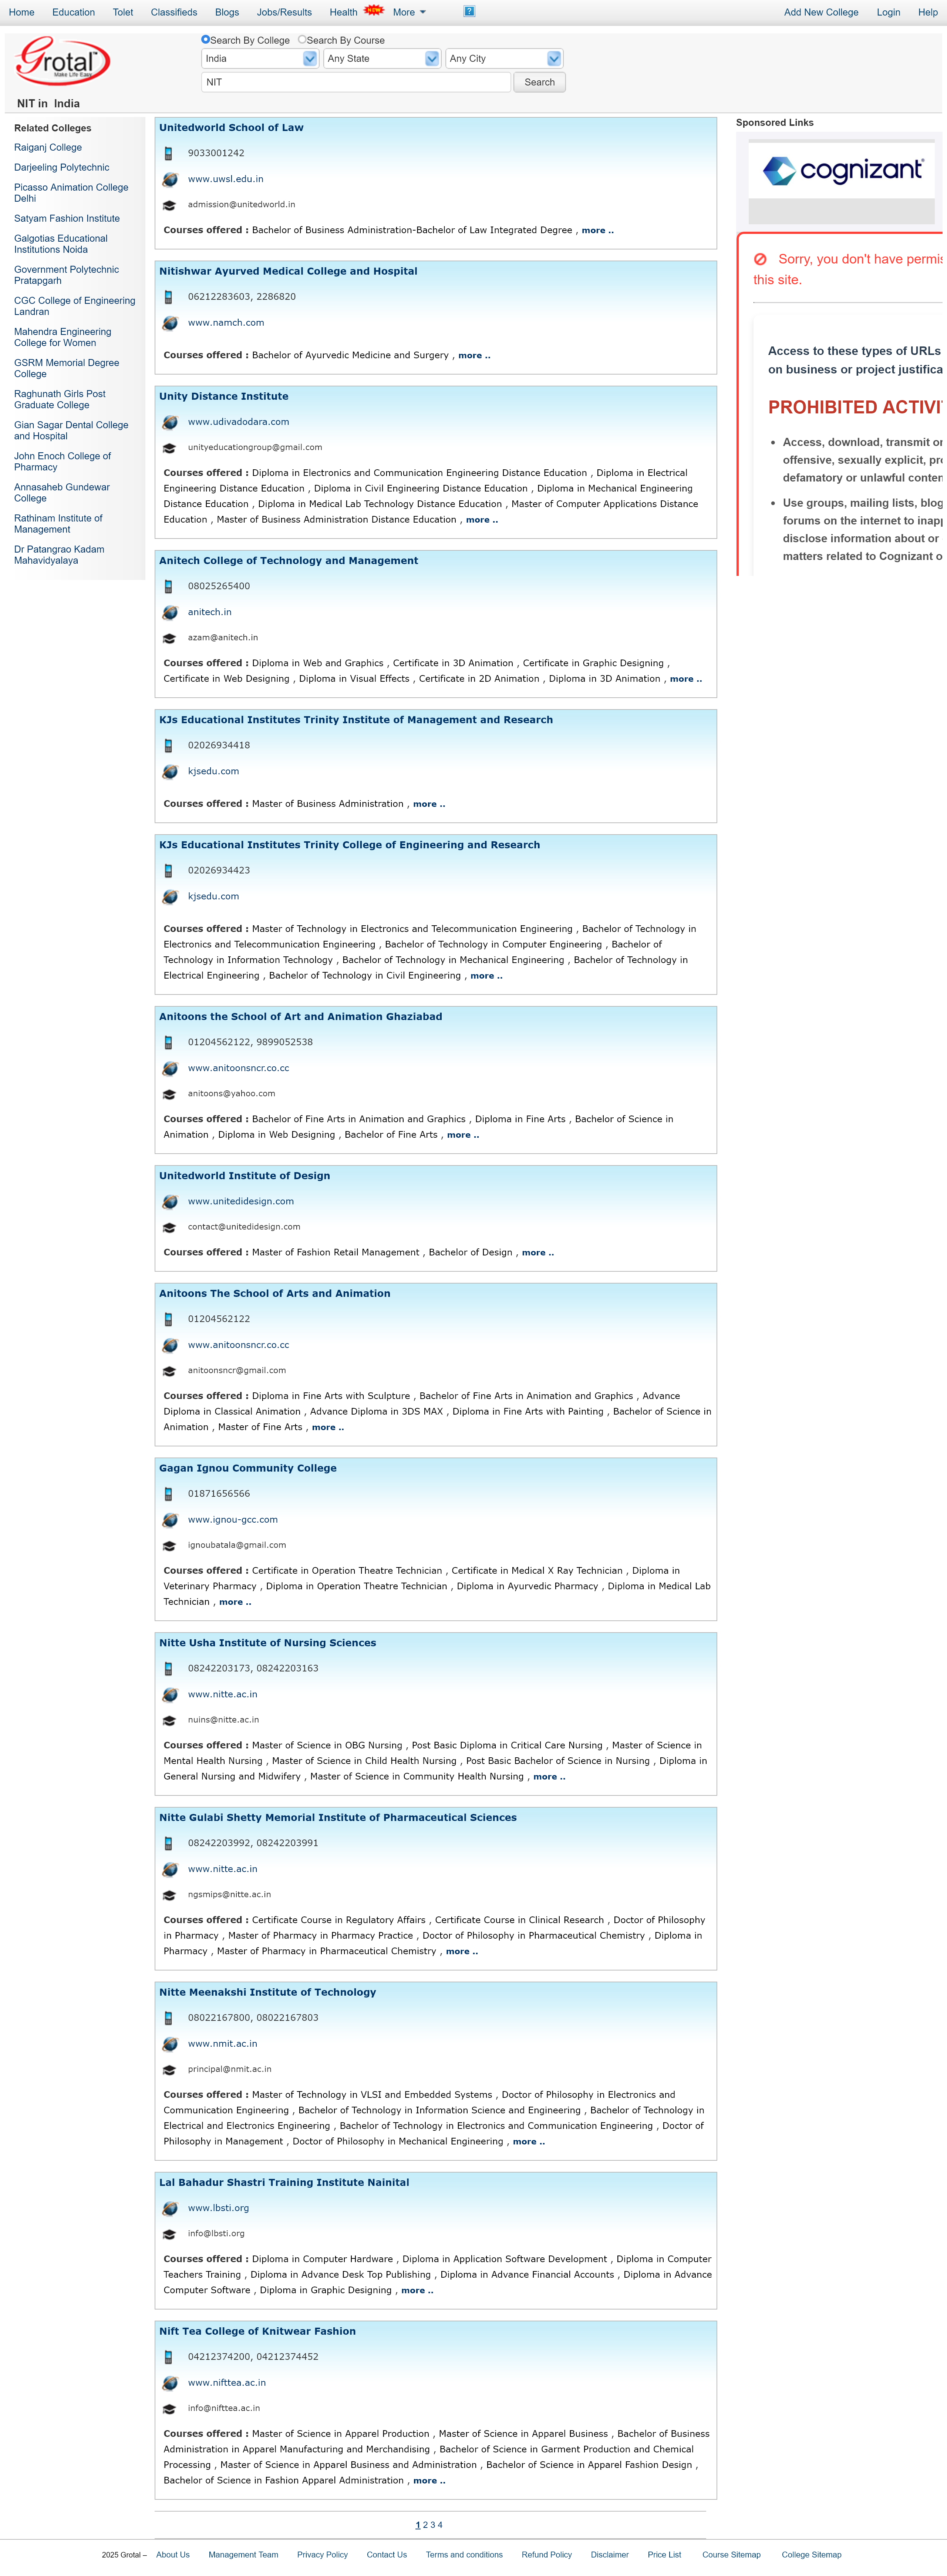 Home Education Tolet Classifieds Blogs Jobs/Results Health NEW More Add New College Login Help
Grotal™
Make Life Easy
Search By College Search By Course
India Any State Any City
NIT Search
NIT in India
Related Colleges
Raiganj College
Darjeeling Polytechnic
Picasso Animation College
Delhi
Satyam Fashion Institute
Galgotias Educational
Institutions Noida
Government Polytechnic
Pratapgarh
CGC College of Engineering
Landran
Mahendra Engineering
College for Women
GSRM Memorial Degree
College
Raghunath Girls Post
Graduate College
Gian Sagar Dental College
and Hospital
John Enoch College of
Pharmacy
Annasaheb Gundewar
College
Rathinam Institute of
Management
Dr Patangrao Kadam
Mahavidyalaya
Unitedworld School of Law
9033001242
www.uwsl.edu.in
admission@unitedworld.in
Courses offered : Bachelor of Business Administration-Bachelor of Law Integrated Degree , more ..
Nitishwar Ayurved Medical College and Hospital
06212283603, 2286820
www.namch.com
Courses offered : Bachelor of Ayurvedic Medicine and Surgery , more ..
Unity Distance Institute
www.udivadodara.com
unityeducationgroup@gmail.com
Courses offered : Diploma in Electronics and Communication Engineering Distance Education , Diploma in Electrical
Engineering Distance Education , Diploma in Civil Engineering Distance Education , Diploma in Mechanical Engineering
Distance Education , Diploma in Medical Lab Technology Distance Education , Master of Computer Applications Distance
Education , Master of Business Administration Distance Education , more ..
Anitech College of Technology and Management
08025265400
anitech.in
azam@anitech.in
Courses offered : Diploma in Web and Graphics , Certificate in 3D Animation , Certificate in Graphic Designing ,
Certificate in Web Designing , Diploma in Visual Effects , Certificate in 2D Animation , Diploma in 3D Animation , more ..
KJs Educational Institutes Trinity Institute of Management and Research
02026934418
kjsedu.com
Courses offered : Master of Business Administration , more ..
KJs Educational Institutes Trinity College of Engineering and Research
02026934423
kjsedu.com
Courses offered : Master of Technology in Electronics and Telecommunication Engineering , Bachelor of Technology in
Electronics and Telecommunication Engineering , Bachelor of Technology in Computer Engineering , Bachelor of
Technology in Information Technology , Bachelor of Technology in Mechanical Engineering , Bachelor of Technology in
Electrical Engineering , Bachelor of Technology in Civil Engineering , more ..
Anitoons the School of Art and Animation Ghaziabad
01204562122, 9899052538
www.anitoonsncr.co.cc
anitoons@yahoo.com
Courses offered : Bachelor of Fine Arts in Animation and Graphics , Diploma in Fine Arts , Bachelor of Science in
Animation , Diploma in Web Designing , Bachelor of Fine Arts , more ..
Unitedworld Institute of Design
www.unitedidesign.com
contact@unitedidesign.com
Courses offered : Master of Fashion Retail Management , Bachelor of Design , more ..
Anitoons The School of Arts and Animation
01204562122
www.anitoonsncr.co.cc
anitoonsncr@gmail.com
Courses offered : Diploma in Fine Arts with Sculpture , Bachelor of Fine Arts in Animation and Graphics , Advance
Diploma in Classical Animation , Advance Diploma in 3DS MAX , Diploma in Fine Arts with Painting , Bachelor of Science in
Animation , Master of Fine Arts , more ..
Gagan Ignou Community College
01871656566
www.ignou-gcc.com
ignoubatala@gmail.com
Courses offered : Certificate in Operation Theatre Technician , Certificate in Medical X Ray Technician , Diploma in
Veterinary Pharmacy , Diploma in Operation Theatre Technician , Diploma in Ayurvedic Pharmacy , Diploma in Medical Lab
Technician , more ..
Nitte Usha Institute of Nursing Sciences
08242203173, 08242203163
www.nitte.ac.in
nuins@nitte.ac.in
Courses offered : Master of Science in OBG Nursing , Post Basic Diploma in Critical Care Nursing , Master of Science in
Mental Health Nursing , Master of Science in Child Health Nursing , Post Basic Bachelor of Science in Nursing , Diploma in
General Nursing and Midwifery , Master of Science in Community Health Nursing , more ..
Nitte Gulabi Shetty Memorial Institute of Pharmaceutical Sciences
08242203992, 08242203991
www.nitte.ac.in
ngsmips@nitte.ac.in
Courses offered : Certificate Course in Regulatory Affairs , Certificate Course in Clinical Research , Doctor of Philosophy
in Pharmacy , Master of Pharmacy in Pharmacy Practice , Doctor of Philosophy in Pharmaceutical Chemistry , Diploma in
Pharmacy , Master of Pharmacy in Pharmaceutical Chemistry , more ..
Nitte Meenakshi Institute of Technology
08022167800, 08022167803
www.nmit.ac.in
principal@nmit.ac.in
Courses offered : Master of Technology in VLSI and Embedded Systems , Doctor of Philosophy in Electronics and
Communication Engineering , Bachelor of Technology in Information Science and Engineering , Bachelor of Technology in
Electrical and Electronics Engineering , Bachelor of Technology in Electronics and Communication Engineering , Doctor of
Philosophy in Management , Doctor of Philosophy in Mechanical Engineering , more ..
Lal Bahadur Shastri Training Institute Nainital
www.lbsti.org
info@lbsti.org
Courses offered : Diploma in Computer Hardware , Diploma in Application Software Development , Diploma in Computer
Teachers Training , Diploma in Advance Desk Top Publishing , Diploma in Advance Financial Accounts , Diploma in Advance
Computer Software , Diploma in Graphic Designing , more ..
Nift Tea College of Knitwear Fashion
04212374200, 04212374452
www.nifttea.ac.in
info@nifttea.ac.in
Courses offered : Master of Science in Apparel Production , Master of Science in Apparel Business , Bachelor of Business
Administration in Apparel Manufacturing and Merchandising , Bachelor of Science in Garment Production and Chemical
Processing , Master of Science in Apparel Business and Administration , Bachelor of Science in Apparel Fashion Design ,
Bachelor of Science in Fashion Apparel Administration , more ..
1 2 3 4
Sponsored Links
cognizant
Sorry, you don't have permis
this site.
Access to these types of URLs
on business or project justifica
PROHIBITED ACTIVI
• Access, download, transmit or
offensive, sexually explicit, pro
defamatory or unlawful conten
• Use groups, mailing lists, blog
forums on the internet to inapp
disclose information about or
matters related to Cognizant o
2025 Grotal – About Us Management Team Privacy Policy Contact Us Terms and conditions Refund Policy Disclaimer Price List Course Sitemap College Sitemap